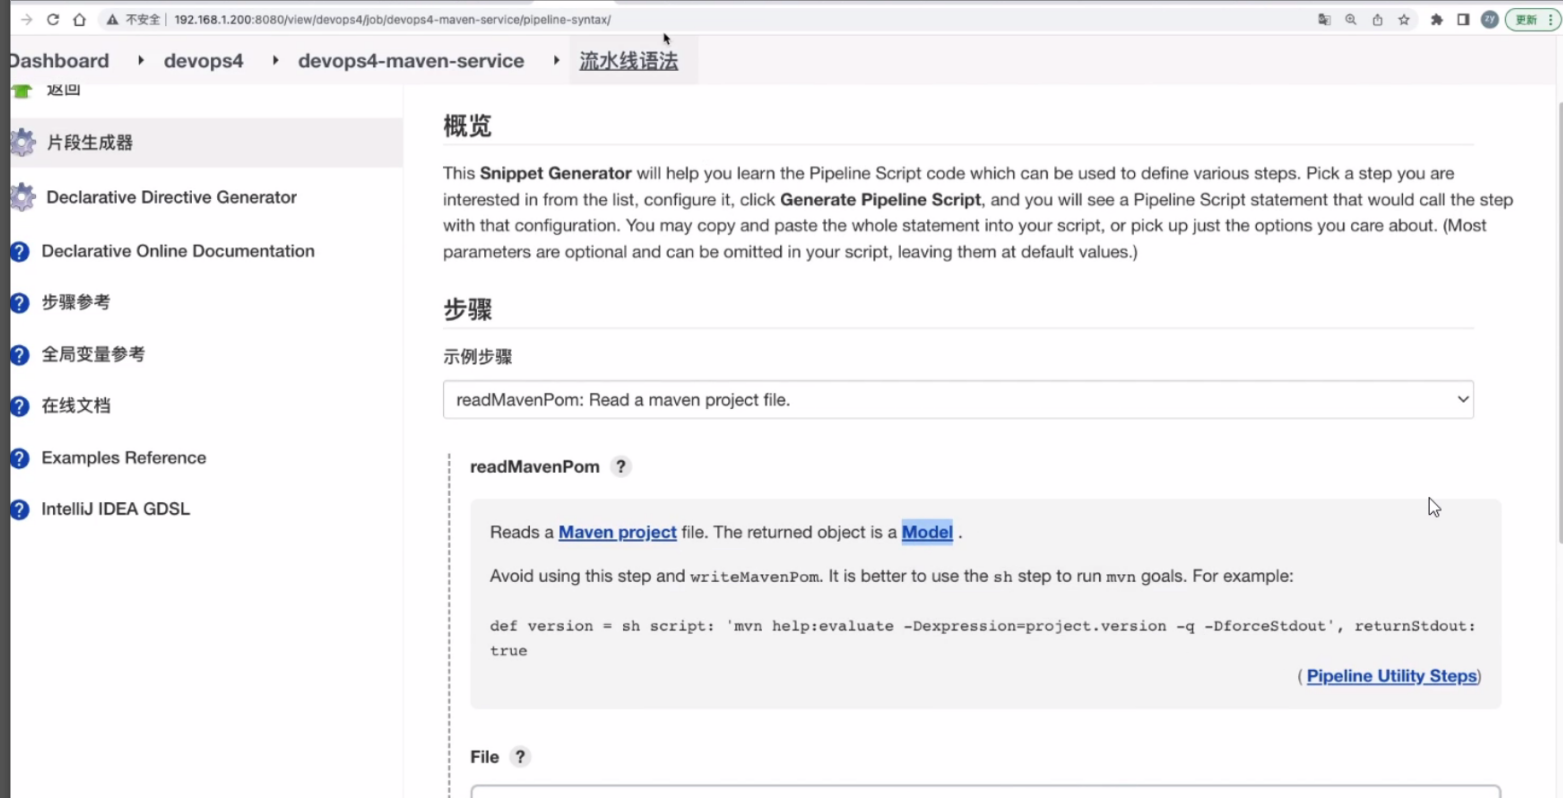 不安全 192.168.1.200:8080/view/devops4/job/devops4-maven-service/pipeline-syntax/
zy 更新
Dashboard devops4 devops4-maven-service 流水线语法
返回
片段生成器
Declarative Directive Generator
Declarative Online Documentation
步骤参考
全局变量参考
在线文档
Examples Reference
IntelliJ IDEA GDSL
概览
This Snippet Generator will help you learn the Pipeline Script code which can be used to define various steps. Pick a step you are
interested in from the list, configure it, click Generate Pipeline Script, and you will see a Pipeline Script statement that would call the step
with that configuration. You may copy and paste the whole statement into your script, or pick up just the options you care about. (Most
parameters are optional and can be omitted in your script, leaving them at default values.)
步骤
示例步骤
readMavenPom: Read a maven project file.
readMavenPom ?
Reads a Maven project file. The returned object is a Model .
Avoid using this step and writeMavenPom. It is better to use the sh step to run mvn goals. For example:
def version = sh script: 'mvn help:evaluate -Dexpression=project.version -q -DforceStdout', returnStdout:
true
( Pipeline Utility Steps)
File ?